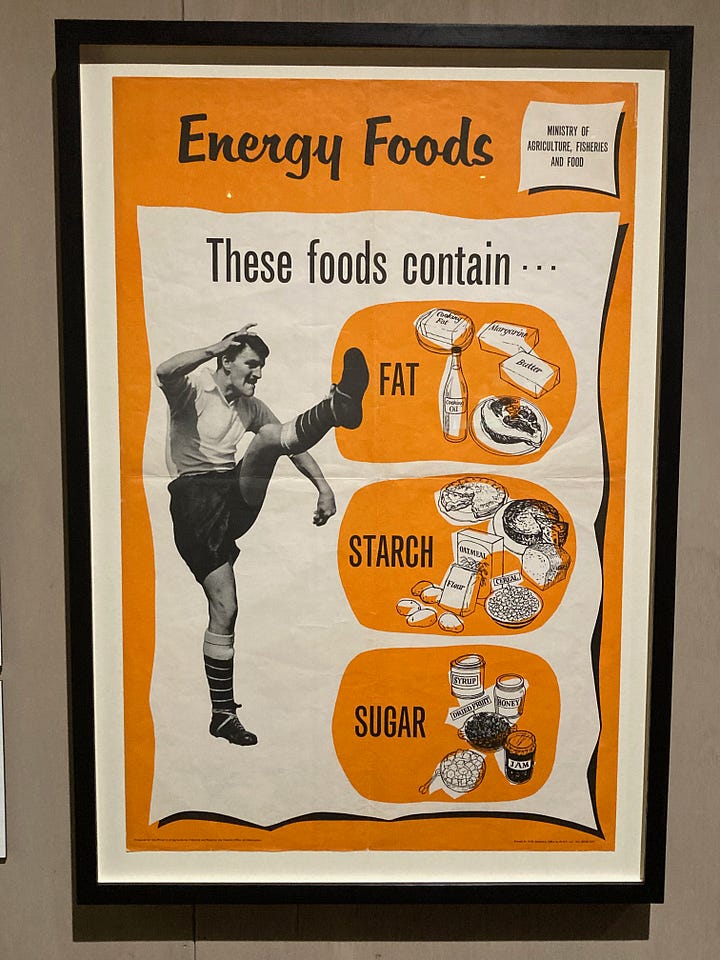 Energy Foods
MINISTRY OF
AGRICULTURE, FISHERIES
AND FOOD
These foods contain ...
FAT
Cooking
Fat
Margarine
Butter
Cooking
OIL
STARCH
OATMEAL
Flour
CEREAL
SUGAR
SYRUP
HONEY
DRIED FRUIT
JAM